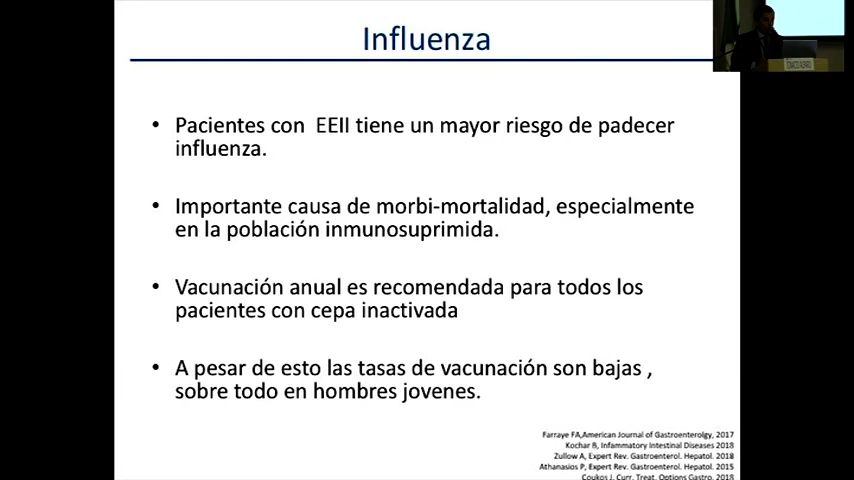 Influenza
• Pacientes con EEII tiene un mayor riesgo de padecer
influenza.
• Importante causa de morbi-mortalidad, especialmente
en la población inmunosuprimida.
• Vacunación anual es recomendada para todos los
pacientes con cepa inactivada
• A pesar de esto las tasas de vacunación son bajas ,
sobre todo en hombres jovenes.
Farraye FA,American Journal of Gastroenterolgy, 2017
Kochar B, Infammatory Intestinal Diseases 2018
Zullow A, Expert Rev. Gastroenterol. Hepatol. 2018
Athanasios P, Expert Rev. Gastroenterol. Hepatol. 2015
Coukos J, Curr. Treat. Options Gastro. 2018